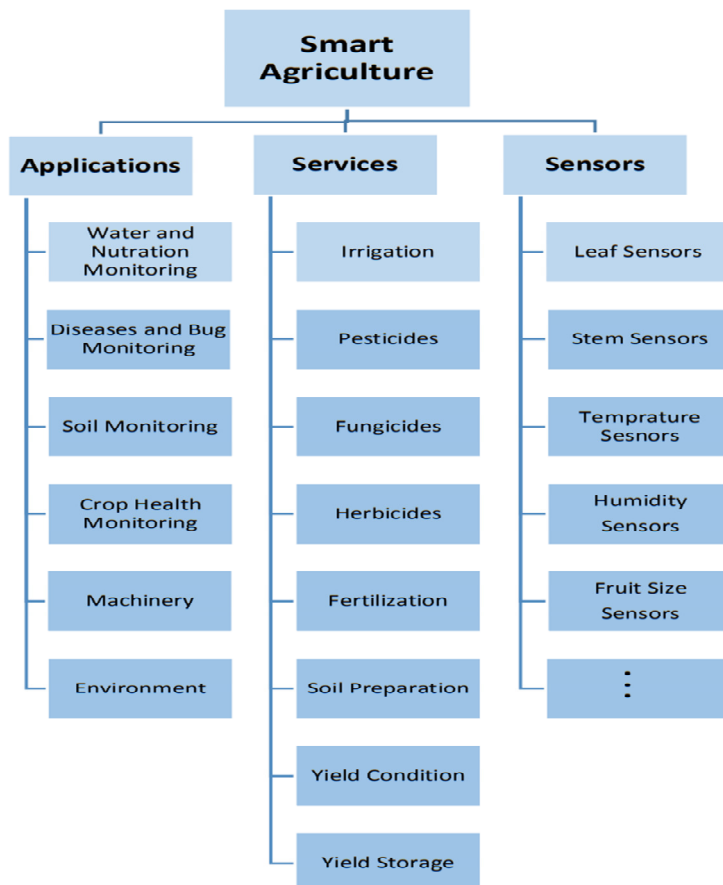 Smart
Agriculture
Applications
Services
Sensors
Water and
Nutration
Monitoring
Diseases and Bug
Monitoring
Soil Monitoring
Crop Health
Monitoring
Machinery
Environment
Irrigation
Pesticides
Fungicides
Herbicides
Fertilization
Soil Preparation
Yield Condition
Yield Storage
Leaf Sensors
Stem Sensors
Temprature
Sesnors
Humidity
Sensors
Fruit Size
Sensors
⋮